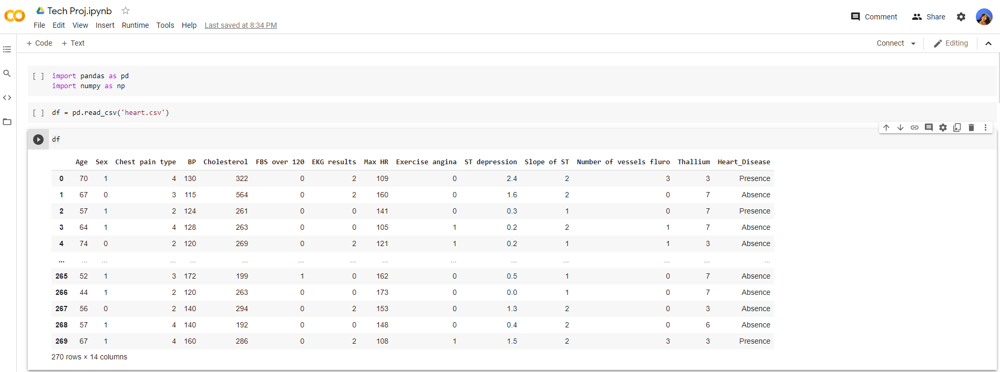 Tech Proj.ipynb
File Edit View Insert Runtime Tools Help Last saved at 8:34 PM
Comment Share
+ Code + Text
Connect Editing
[ ] import pandas as pd
import numpy as np
[ ] df = pd.read_csv('heart.csv')
df
Age Sex Chest pain type BP Cholesterol FBS over 120 EKG results Max HR Exercise angina ST depression Slope of ST Number of vessels fluro Thallium Heart_Disease
0 70 1 4 130 322 0 2 109 0 2.4 2 3 3 Presence
1 67 0 3 115 564 0 2 160 0 1.6 2 0 7 Absence
2 57 1 2 124 261 0 0 141 0 0.3 1 0 7 Presence
3 64 1 4 128 263 0 0 105 1 0.2 2 1 7 Absence
4 74 0 2 120 269 0 2 121 1 0.2 1 1 3 Absence
... ... ... ... ... ... ... ... ... ... ... ... ... ... ...
265 52 1 3 172 199 1 0 162 0 0.5 1 0 7 Absence
266 44 1 2 120 263 0 0 173 0 0.0 1 0 7 Absence
267 56 0 2 140 294 0 2 153 0 1.3 2 0 3 Absence
268 57 1 4 140 192 0 0 148 0 0.4 2 0 6 Absence
269 67 1 4 160 286 0 2 108 1 1.5 2 3 3 Presence
270 rows × 14 columns